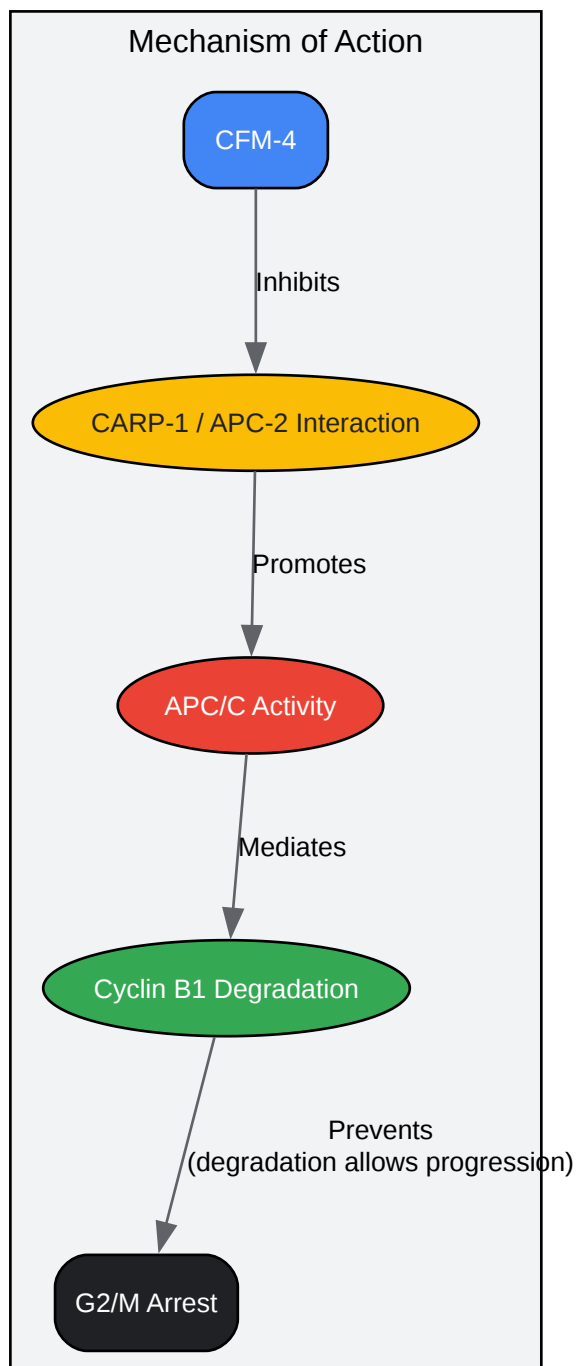 Mechanism of Action
CFM-4
Inhibits
CARP-1 / APC-2 Interaction
Promotes
APC/C Activity
Mediates
Cyclin B1 Degradation
Prevents
(degradation allows progression)
G2/M Arrest